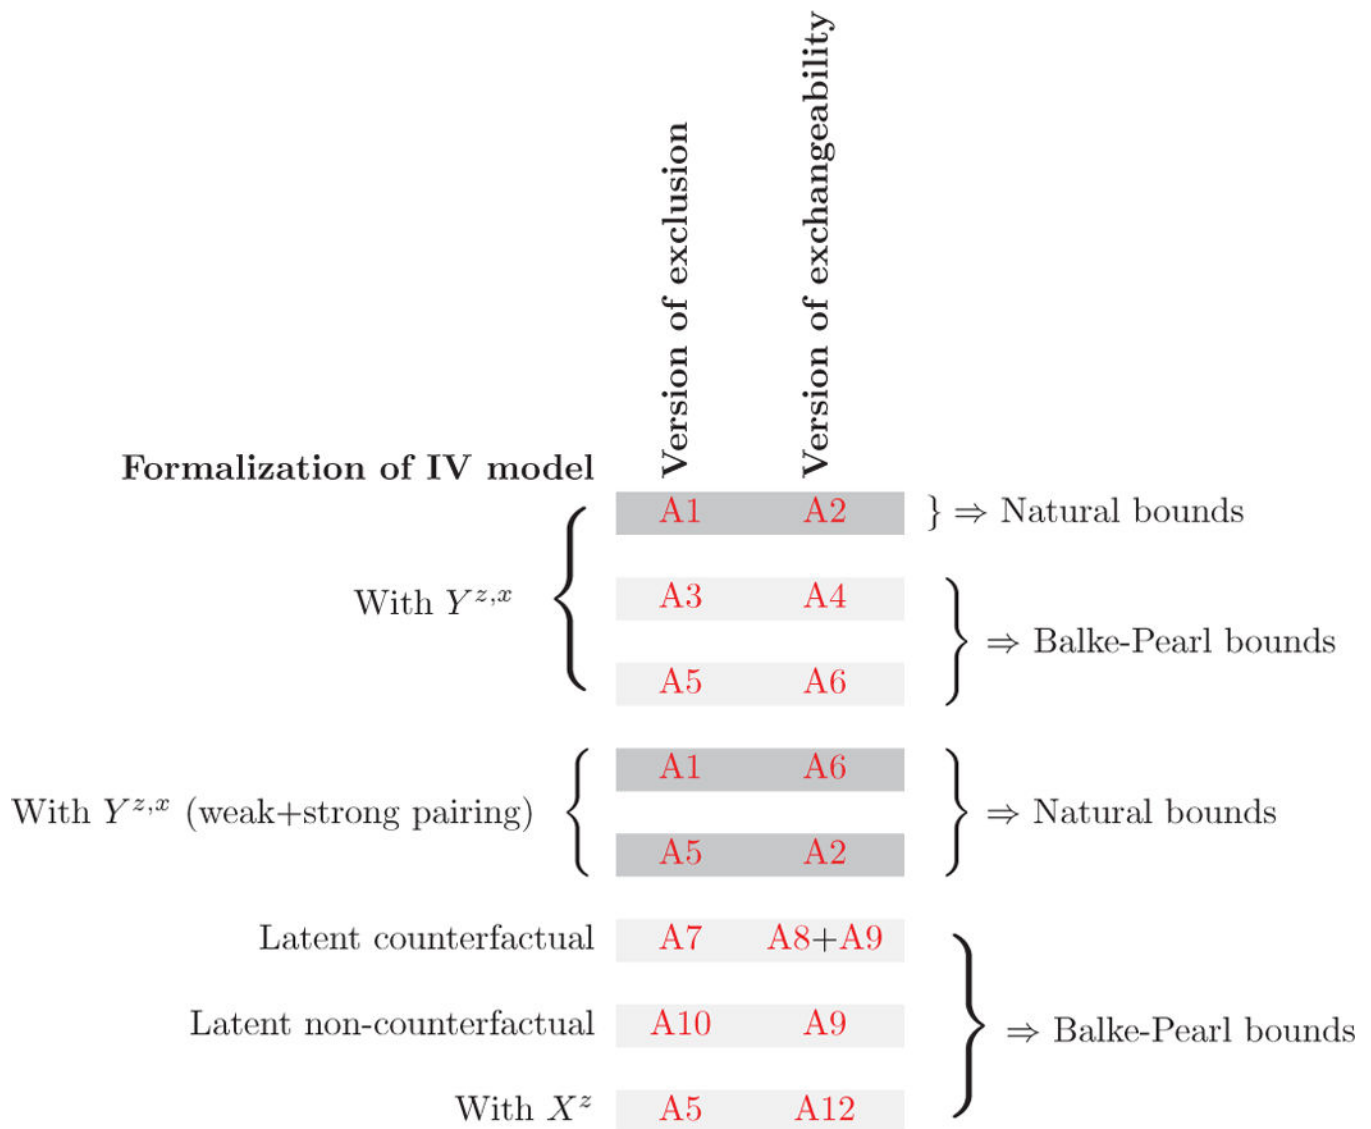 Version of exclusion
Version of exchangeability
Formalization of IV model
A1 A2 } ⇒ Natural bounds
With Y^{z,x}
A3 A4
⇒ Balke-Pearl bounds
A5 A6
A1 A6
With Y^{z,x} (weak+strong pairing)
⇒ Natural bounds
A5 A2
Latent counterfactual A7 A8+A9
Latent non-counterfactual A10 A9
⇒ Balke-Pearl bounds
With X^z A5 A12